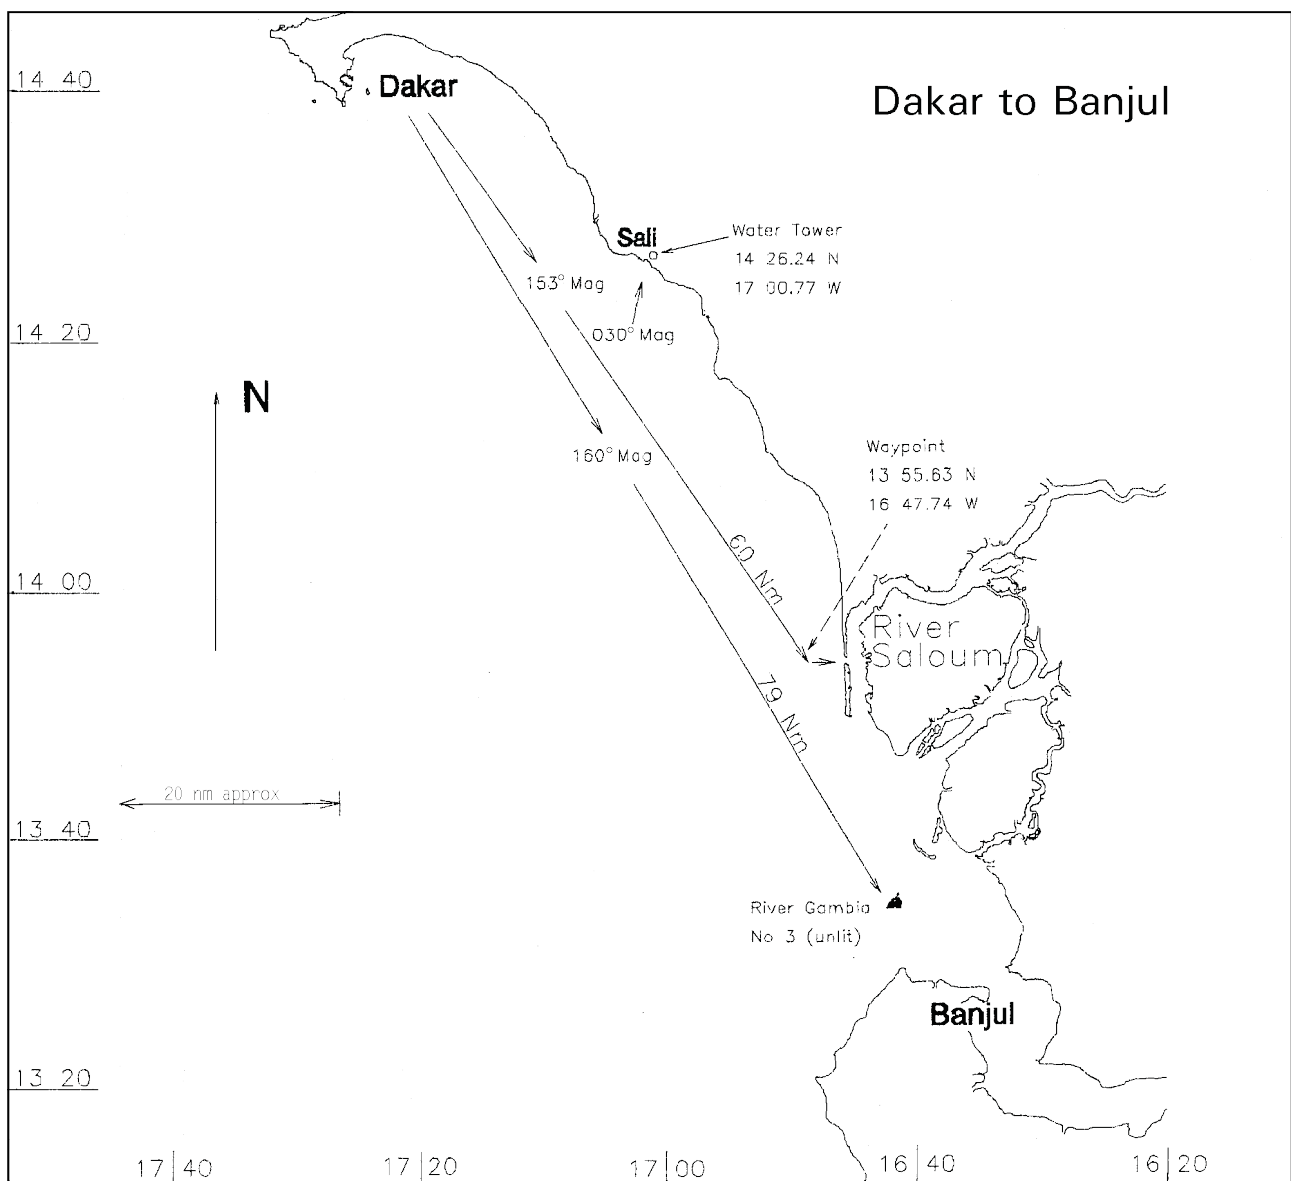 14 40
Dakar
Dakar to Banjul
Sali
Water Tower
14 26.24 N
17 00.77 W
153° Mag
030° Mag
14 20
N
160° Mag
Waypoint
13 55.63 N
16 47.74 W
60 Nm
14 00
River
Saloum
79 Nm
20 nm approx
13 40
River Gambia
No 3 (unlit)
Banjul
13 20
17 40
17 20
17 00
16 40
16 20